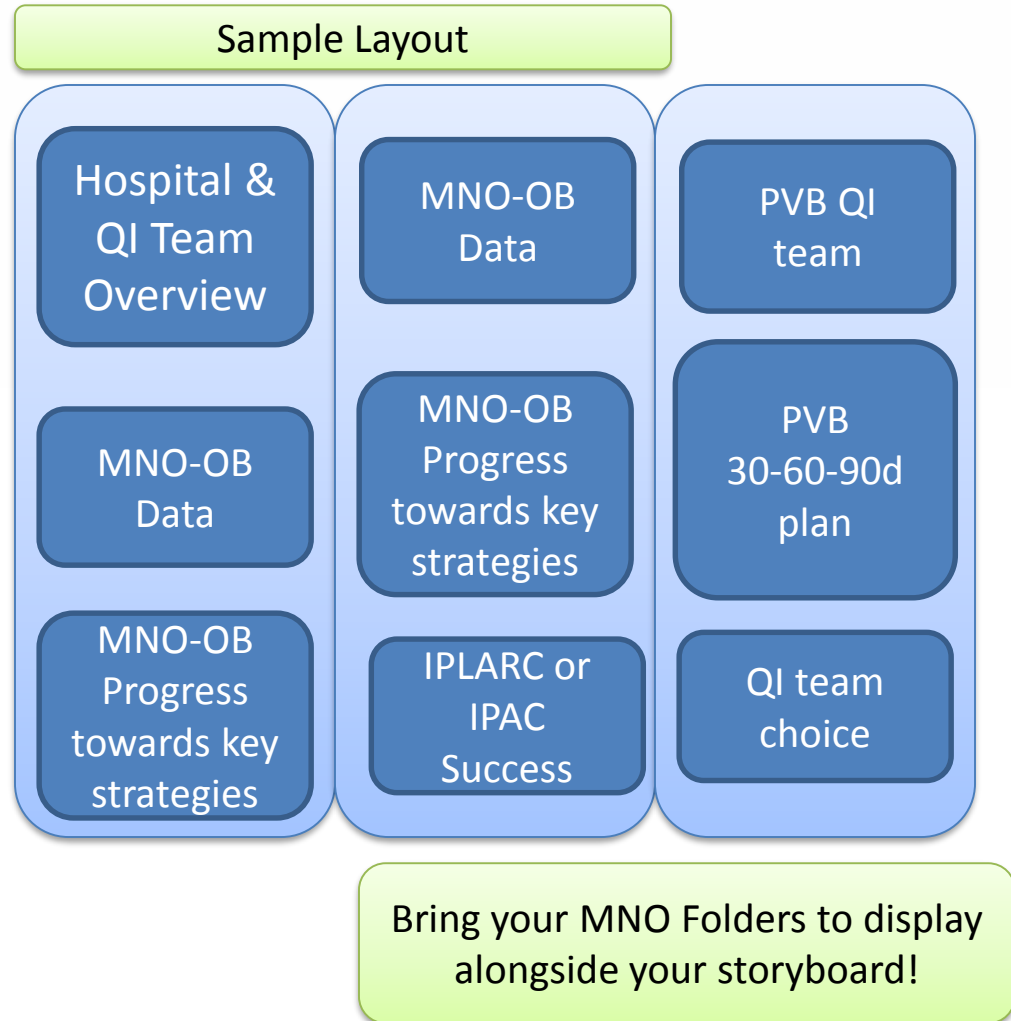 Sample Layout
Hospital &
QI Team
Overview
MNO-OB
Data
MNO-OB
Progress
towards key
strategies
MNO-OB
Data
MNO-OB
Progress
towards key
strategies
IPLARC or
IPAC
Success
PVB QI
team
PVB
30-60-90d
plan
QI team
choice
Bring your MNO Folders to display
alongside your storyboard!